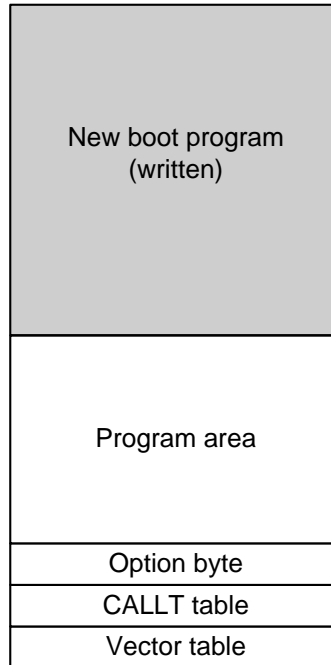 New boot program
(written)
Program area
Option byte
CALLT table
Vector table